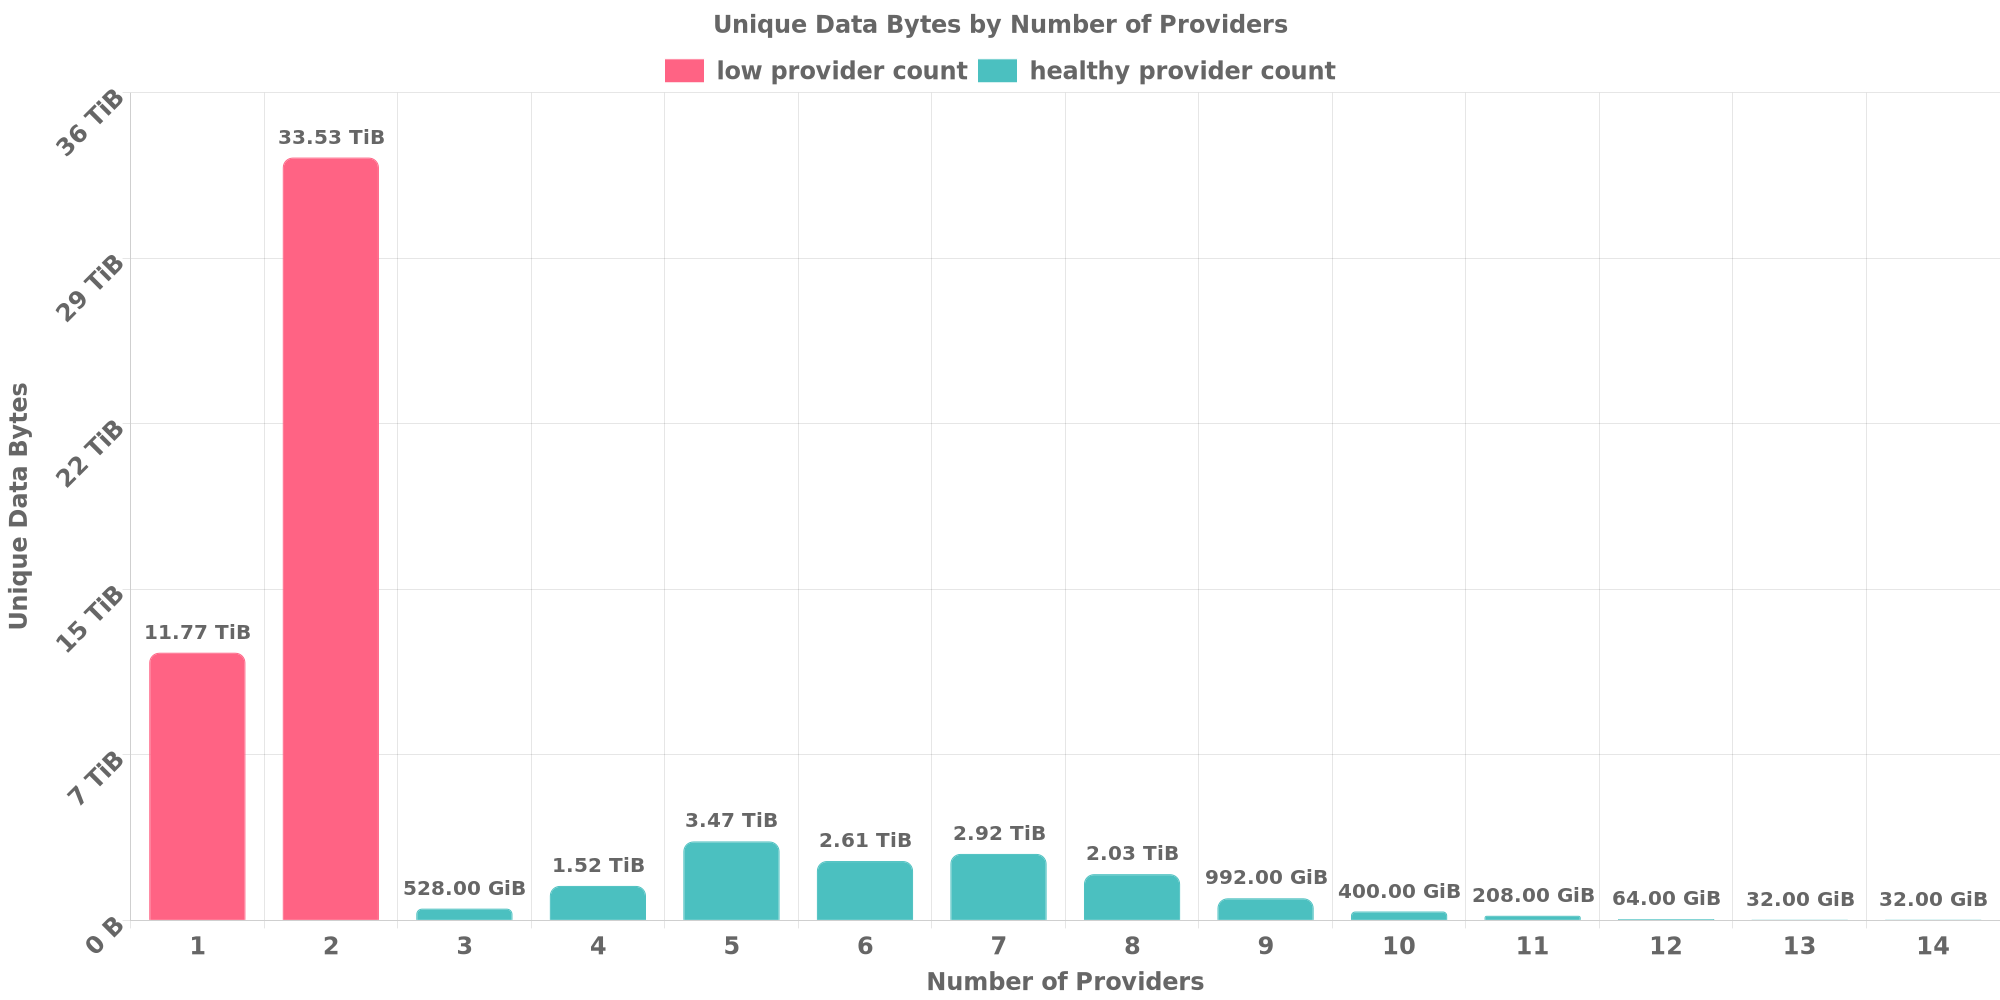 Unique Data Bytes by Number of Providers
low provider count healthy provider count
36 TiB
29 TiB
22 TiB
15 TiB
7 TiB
0 B
Unique Data Bytes
11.77 TiB
33.53 TiB
528.00 GiB
1.52 TiB
3.47 TiB
2.61 TiB
2.92 TiB
2.03 TiB
992.00 GiB
400.00 GiB
208.00 GiB
64.00 GiB
32.00 GiB
32.00 GiB
1 2 3 4 5 6 7 8 9 10 11 12 13 14
Number of Providers